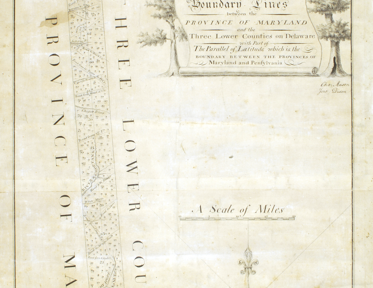 Boundary Lines
between the
PROVINCE OF MARYLAND
and the
Three Lower Counties on Delaware
with Part of
The Parallel of Latitude which is the
BOUNDARY BETWEEN THE PROVINCES OF
Maryland and Pensylvania
A Scale of Miles
HREE LOWER COU
PROVINCE OF MA